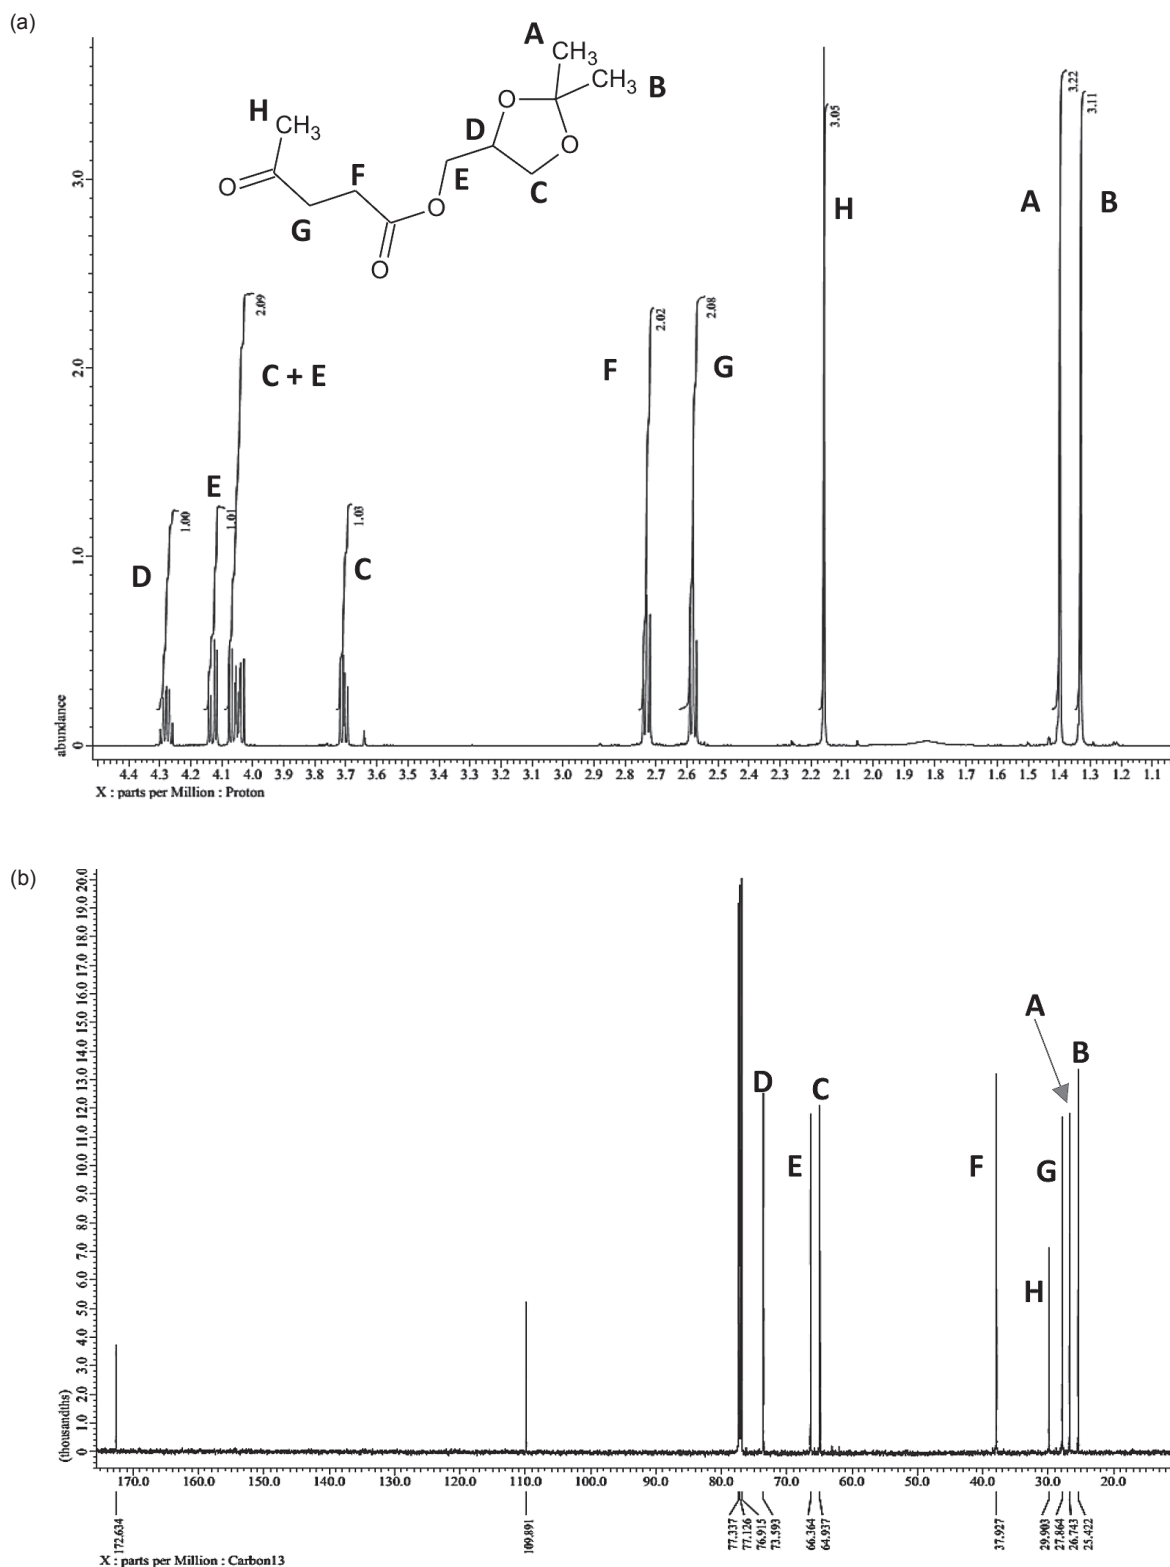 (a)
A
CH₃
CH₃
B
H
CH₃
O
D
O
F
E
C
O
G
O
O
3.0
2.0
1.0
0
abundance
D
1.00
E
1.01
2.09
C + E
1.03
C
F
2.02
2.08
G
3.05
H
3.22
A
3.11
B
4.4 4.3 4.2 4.1 4.0 3.9 3.8 3.7 3.6 3.5 3.4 3.3 3.2 3.1 3.0 2.9 2.8 2.7 2.6 2.5 2.4 2.3 2.2 2.1 2.0 1.9 1.8 1.7 1.6 1.5 1.4 1.3 1.2 1.1
X : parts per Million : Proton
(b)
20.0
19.0
18.0
17.0
16.0
15.0
14.0
13.0
12.0
11.0
10.0
9.0
8.0
7.0
6.0
5.0
4.0
3.0
2.0
1.0
0
(thousandths)
D
E
C
F
H
G
A
B
170.0 160.0 150.0 140.0 130.0 120.0 110.0 100.0 90.0 80.0 70.0 60.0 50.0 40.0 30.0 20.0
172.634
109.891
77.337
77.126
76.915
73.593
66.364
64.937
37.927
29.903
27.864
26.743
25.422
X : parts per Million : Carbon13